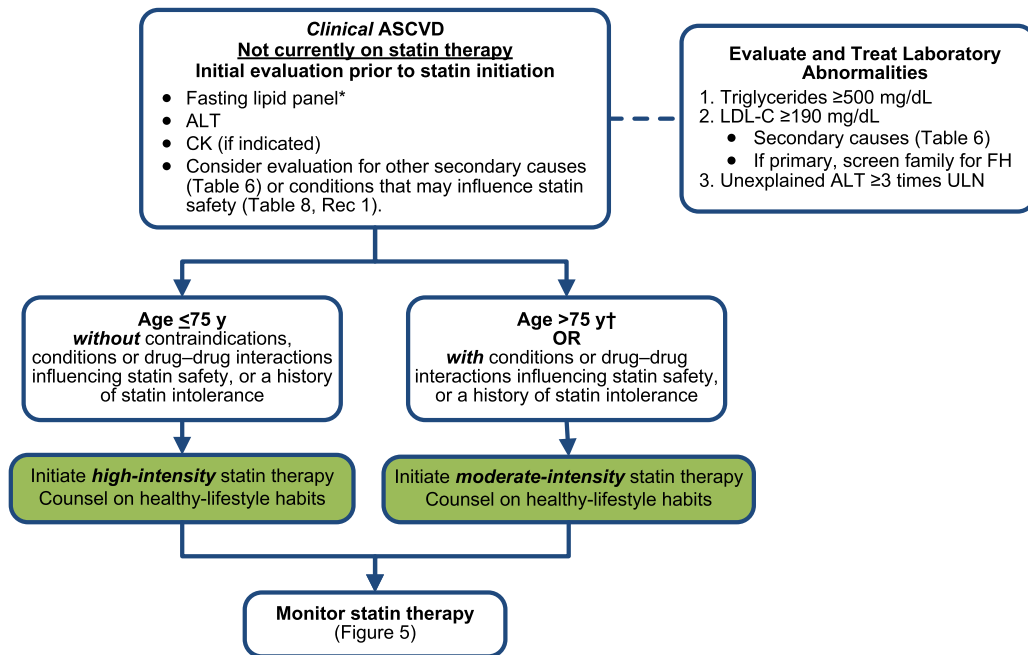 Clinical ASCVD
Not currently on statin therapy
Initial evaluation prior to statin initiation
● Fasting lipid panel*
● ALT
● CK (if indicated)
● Consider evaluation for other secondary causes
(Table 6) or conditions that may influence statin
safety (Table 8, Rec 1).
Evaluate and Treat Laboratory
Abnormalities
1. Triglycerides ≥500 mg/dL
2. LDL-C ≥190 mg/dL
● Secondary causes (Table 6)
● If primary, screen family for FH
3. Unexplained ALT ≥3 times ULN
Age ≤75 y
without contraindications,
conditions or drug–drug interactions
influencing statin safety, or a history
of statin intolerance
Age >75 y†
OR
with conditions or drug–drug
interactions influencing statin safety,
or a history of statin intolerance
Initiate high-intensity statin therapy
Counsel on healthy-lifestyle habits
Initiate moderate-intensity statin therapy
Counsel on healthy-lifestyle habits
Monitor statin therapy
(Figure 5)